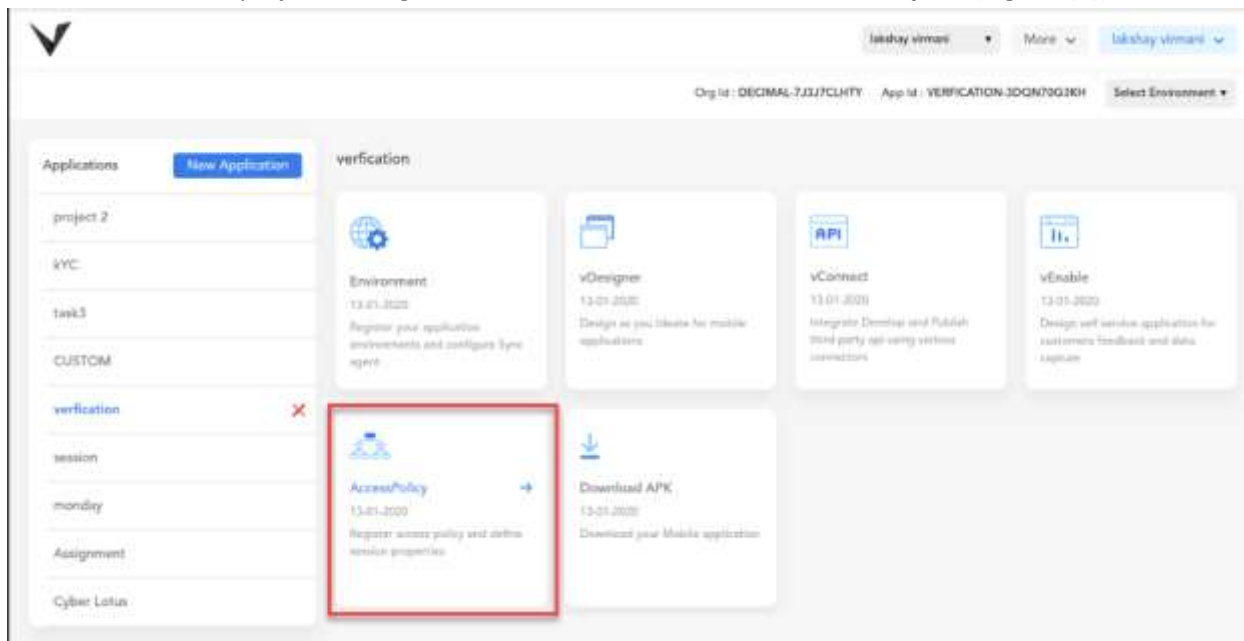 lakshay virmani
More
lakshay virmani
Org Id : DECIMAL-7J3J7CLHTY
App Id : VERFICATION-3DQN70G3KH
Select Environment
Applications
New Application
project 2
kYC
task3
CUSTOM
verfication
session
monday
Assignment
Cyber Lotus
verfication
Environment
13-01-2020
Register your application
environments and configure Sync
agent
vDesigner
13-01-2020
Design as you Ideate for mobile
applications
API
vConnect
13-01-2020
Integrate Develop and Publish
third party api using various
connectors
vEnable
13-01-2020
Design self service application for
customers feedback and data
capture
AccessPolicy
13-01-2020
Register access policy and define
session properties
Download APK
13-01-2020
Download your Mobile application